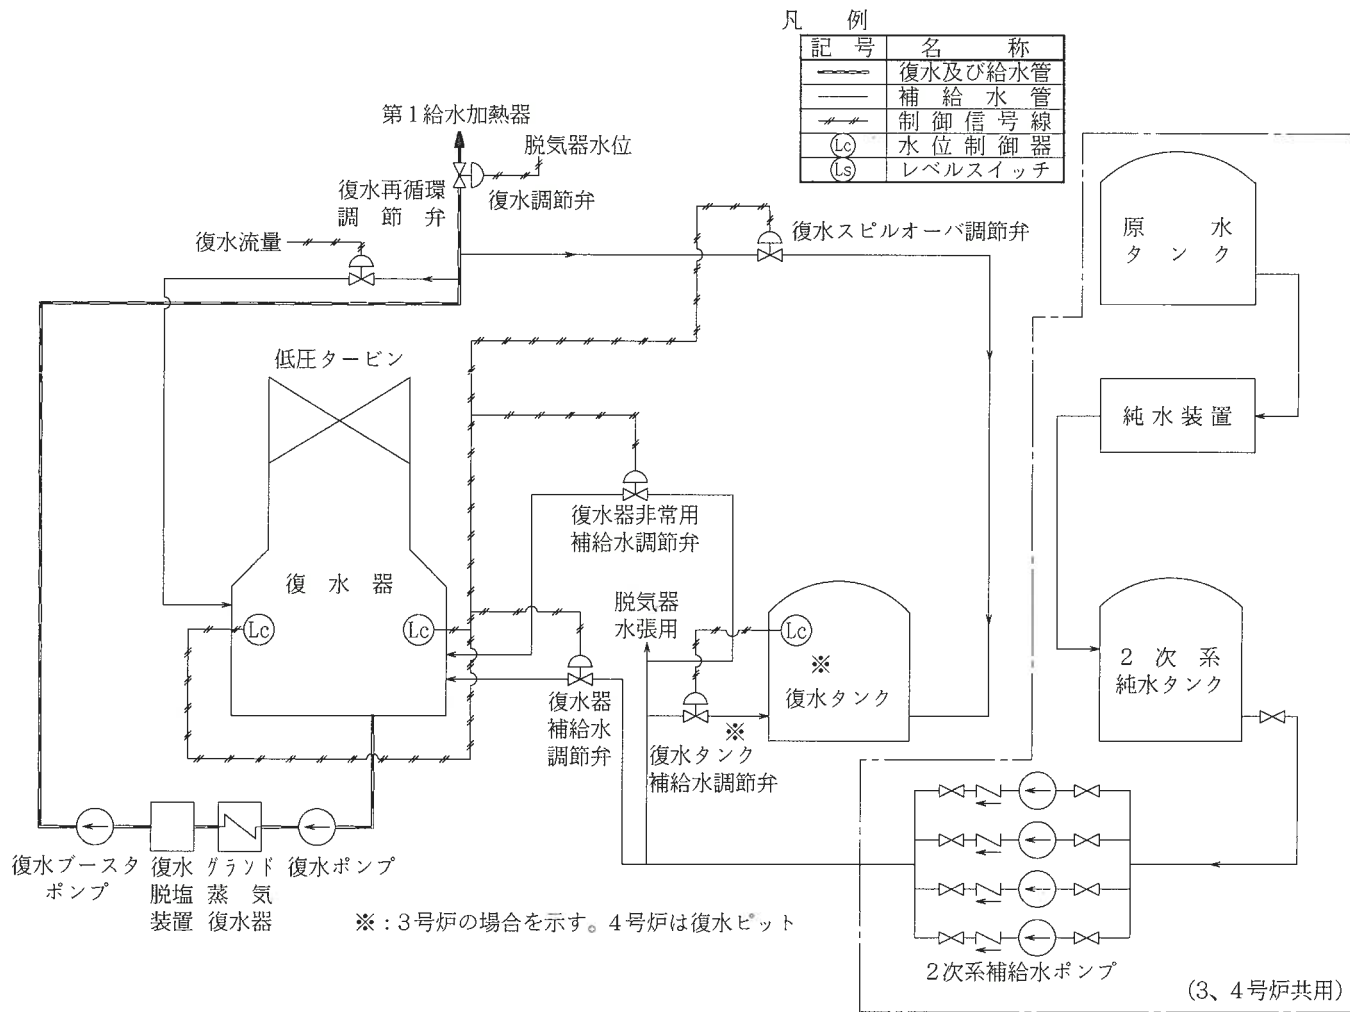 凡 例
記 号 名 称
復水及び給水管
補 給 水 管
制 御 信 号 線
Lc 水 位 制 御 器
Ls レベルスイッチ
第1給水加熱器
脱気器水位
復水再循環
調 節 弁
復水調節弁
復水流量
復水スピルオーバ調節弁
原 水
タ ン ク
低圧タービン
純水装置
復水器非常用
補給水調節弁
復 水 器
Lc
Lc
脱気器
水張用
Lc
※
復水タンク
2 次 系
純水タンク
復水器
補給水
調節弁
※
復水タンク
補給水調節弁
復水ブースタ
ポンプ
復水
脱塩
装置
グランド
蒸 気
復水器
復水ポンプ
※:3号炉の場合を示す。4号炉は復水ピット
2次系補給水ポンプ
(3、4号炉共用)